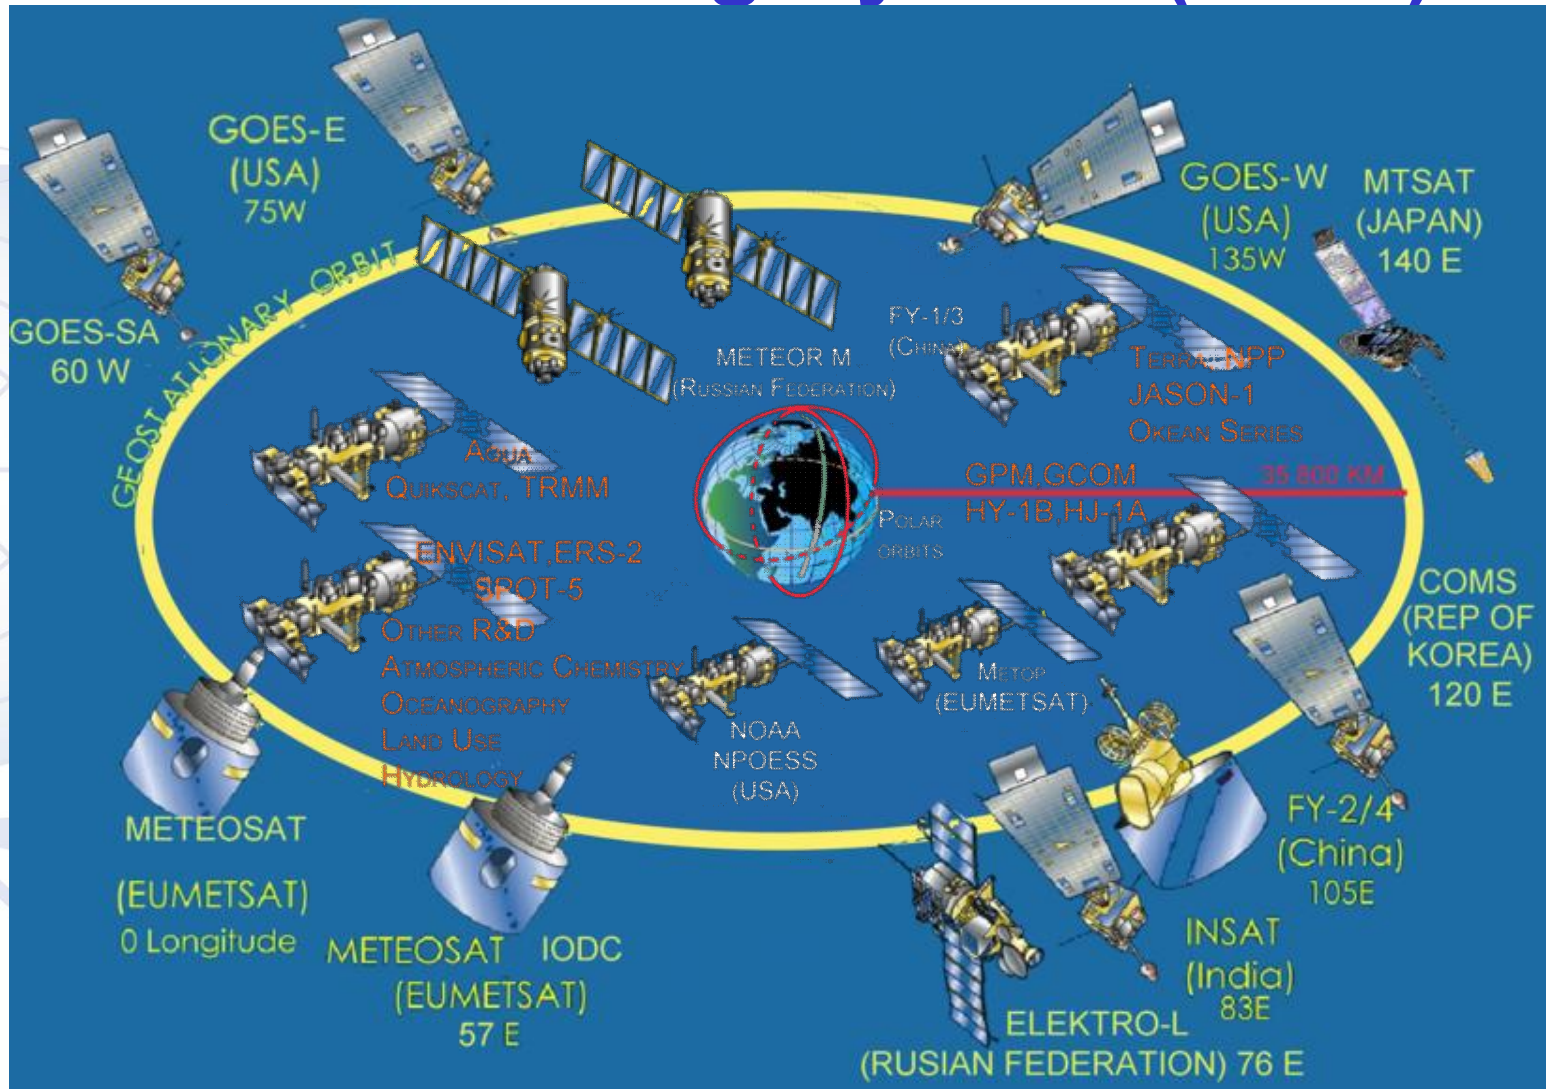 GOES-E
(USA)
75W
GOES-SA
60 W
GEOSTATIONARY ORBIT
GOES-W
(USA)
135W
MTSAT
(JAPAN)
140 E
METEOR M
(RUSSIAN FEDERATION)
FY-1/3
(CHINA)
TERRA, NPP
JASON-1
OKEAN SERIES
AQUA
QUIKSCAT, TRMM
GPM,GCOM
HY-1B,HJ-1A
35 800 KM
POLAR
ORBITS
ENVISAT,ERS-2
SPOT-5
OTHER R&D
ATMOSPHERIC CHEMISTRY
OCEANOGRAPHY
LAND USE
HYDROLOGY
NOAA
NPOESS
(USA)
METOP
(EUMETSAT)
COMS
(REP OF
KOREA)
120 E
METEOSAT
(EUMETSAT)
0 Longitude
METEOSAT IODC
(EUMETSAT)
57 E
FY-2/4
(China)
105E
INSAT
(India)
83E
ELEKTRO-L
(RUSIAN FEDERATION) 76 E